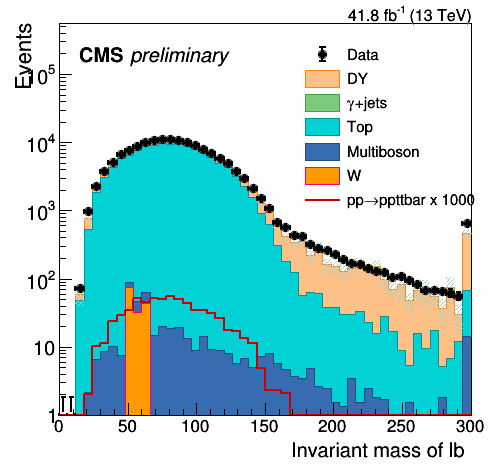 41.8 fb⁻¹ (13 TeV)
Events
CMS preliminary
Data
DY
γ+jets
Top
Multiboson
W
pp→ppttbar x 1000
10⁵
10⁴
10³
10²
10
1
0 50 100 150 200 250 300
Invariant mass of lb